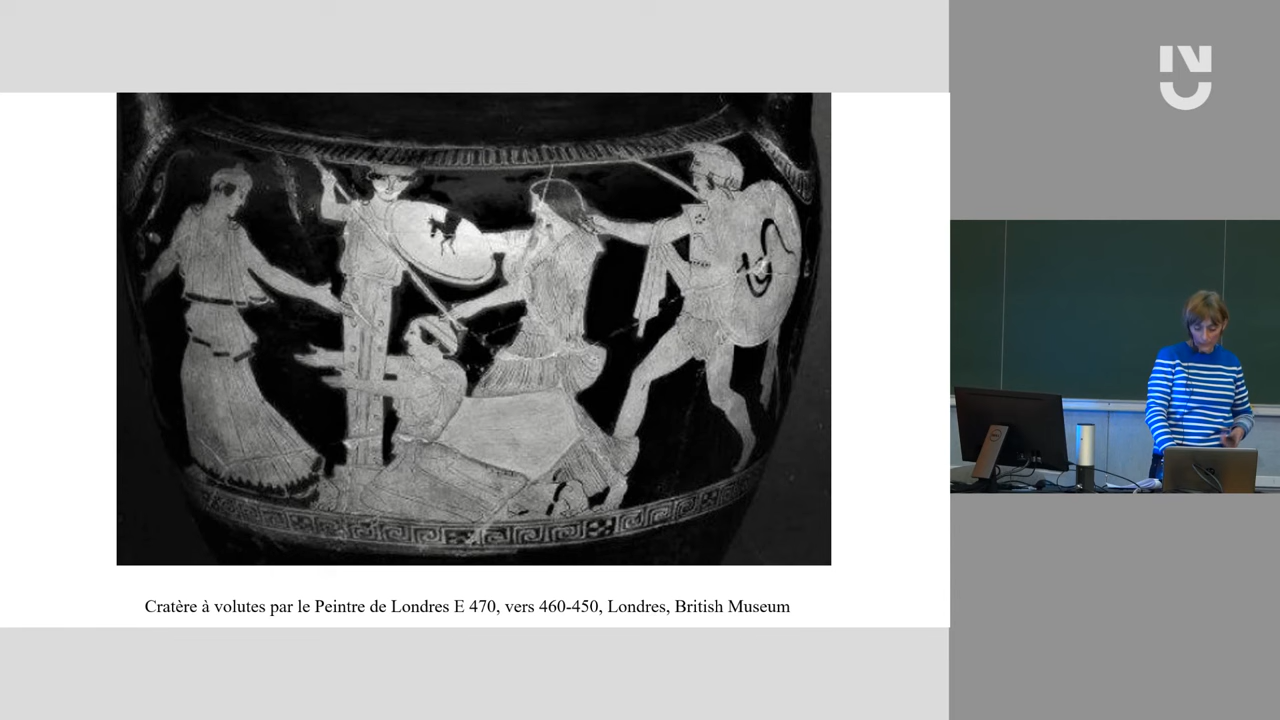 Cratère à volutes par le Peintre de Londres E 470, vers 460-450, Londres, British Museum